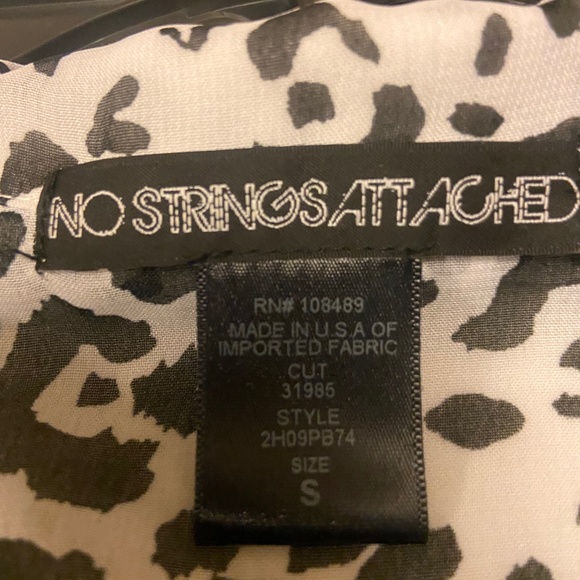 NO STRINGS ATTACHED
RN# 108489
MADE IN U.S.A OF
IMPORTED FABRIC
CUT
31985
STYLE
2H09PB74
SIZE
S